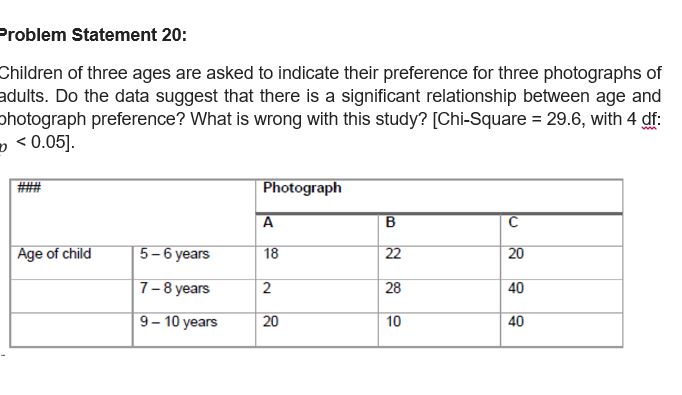 Problem Statement 20:
Children of three ages are asked to indicate their preference for three photographs of
adults. Do the data suggest that there is a significant relationship between age and
photograph preference? What is wrong with this study? [Chi-Square = 29.6, with 4 df:
p < 0.05].
### Photograph
A B C
Age of child 5 – 6 years 18 22 20
7 – 8 years 2 28 40
9 – 10 years 20 10 40